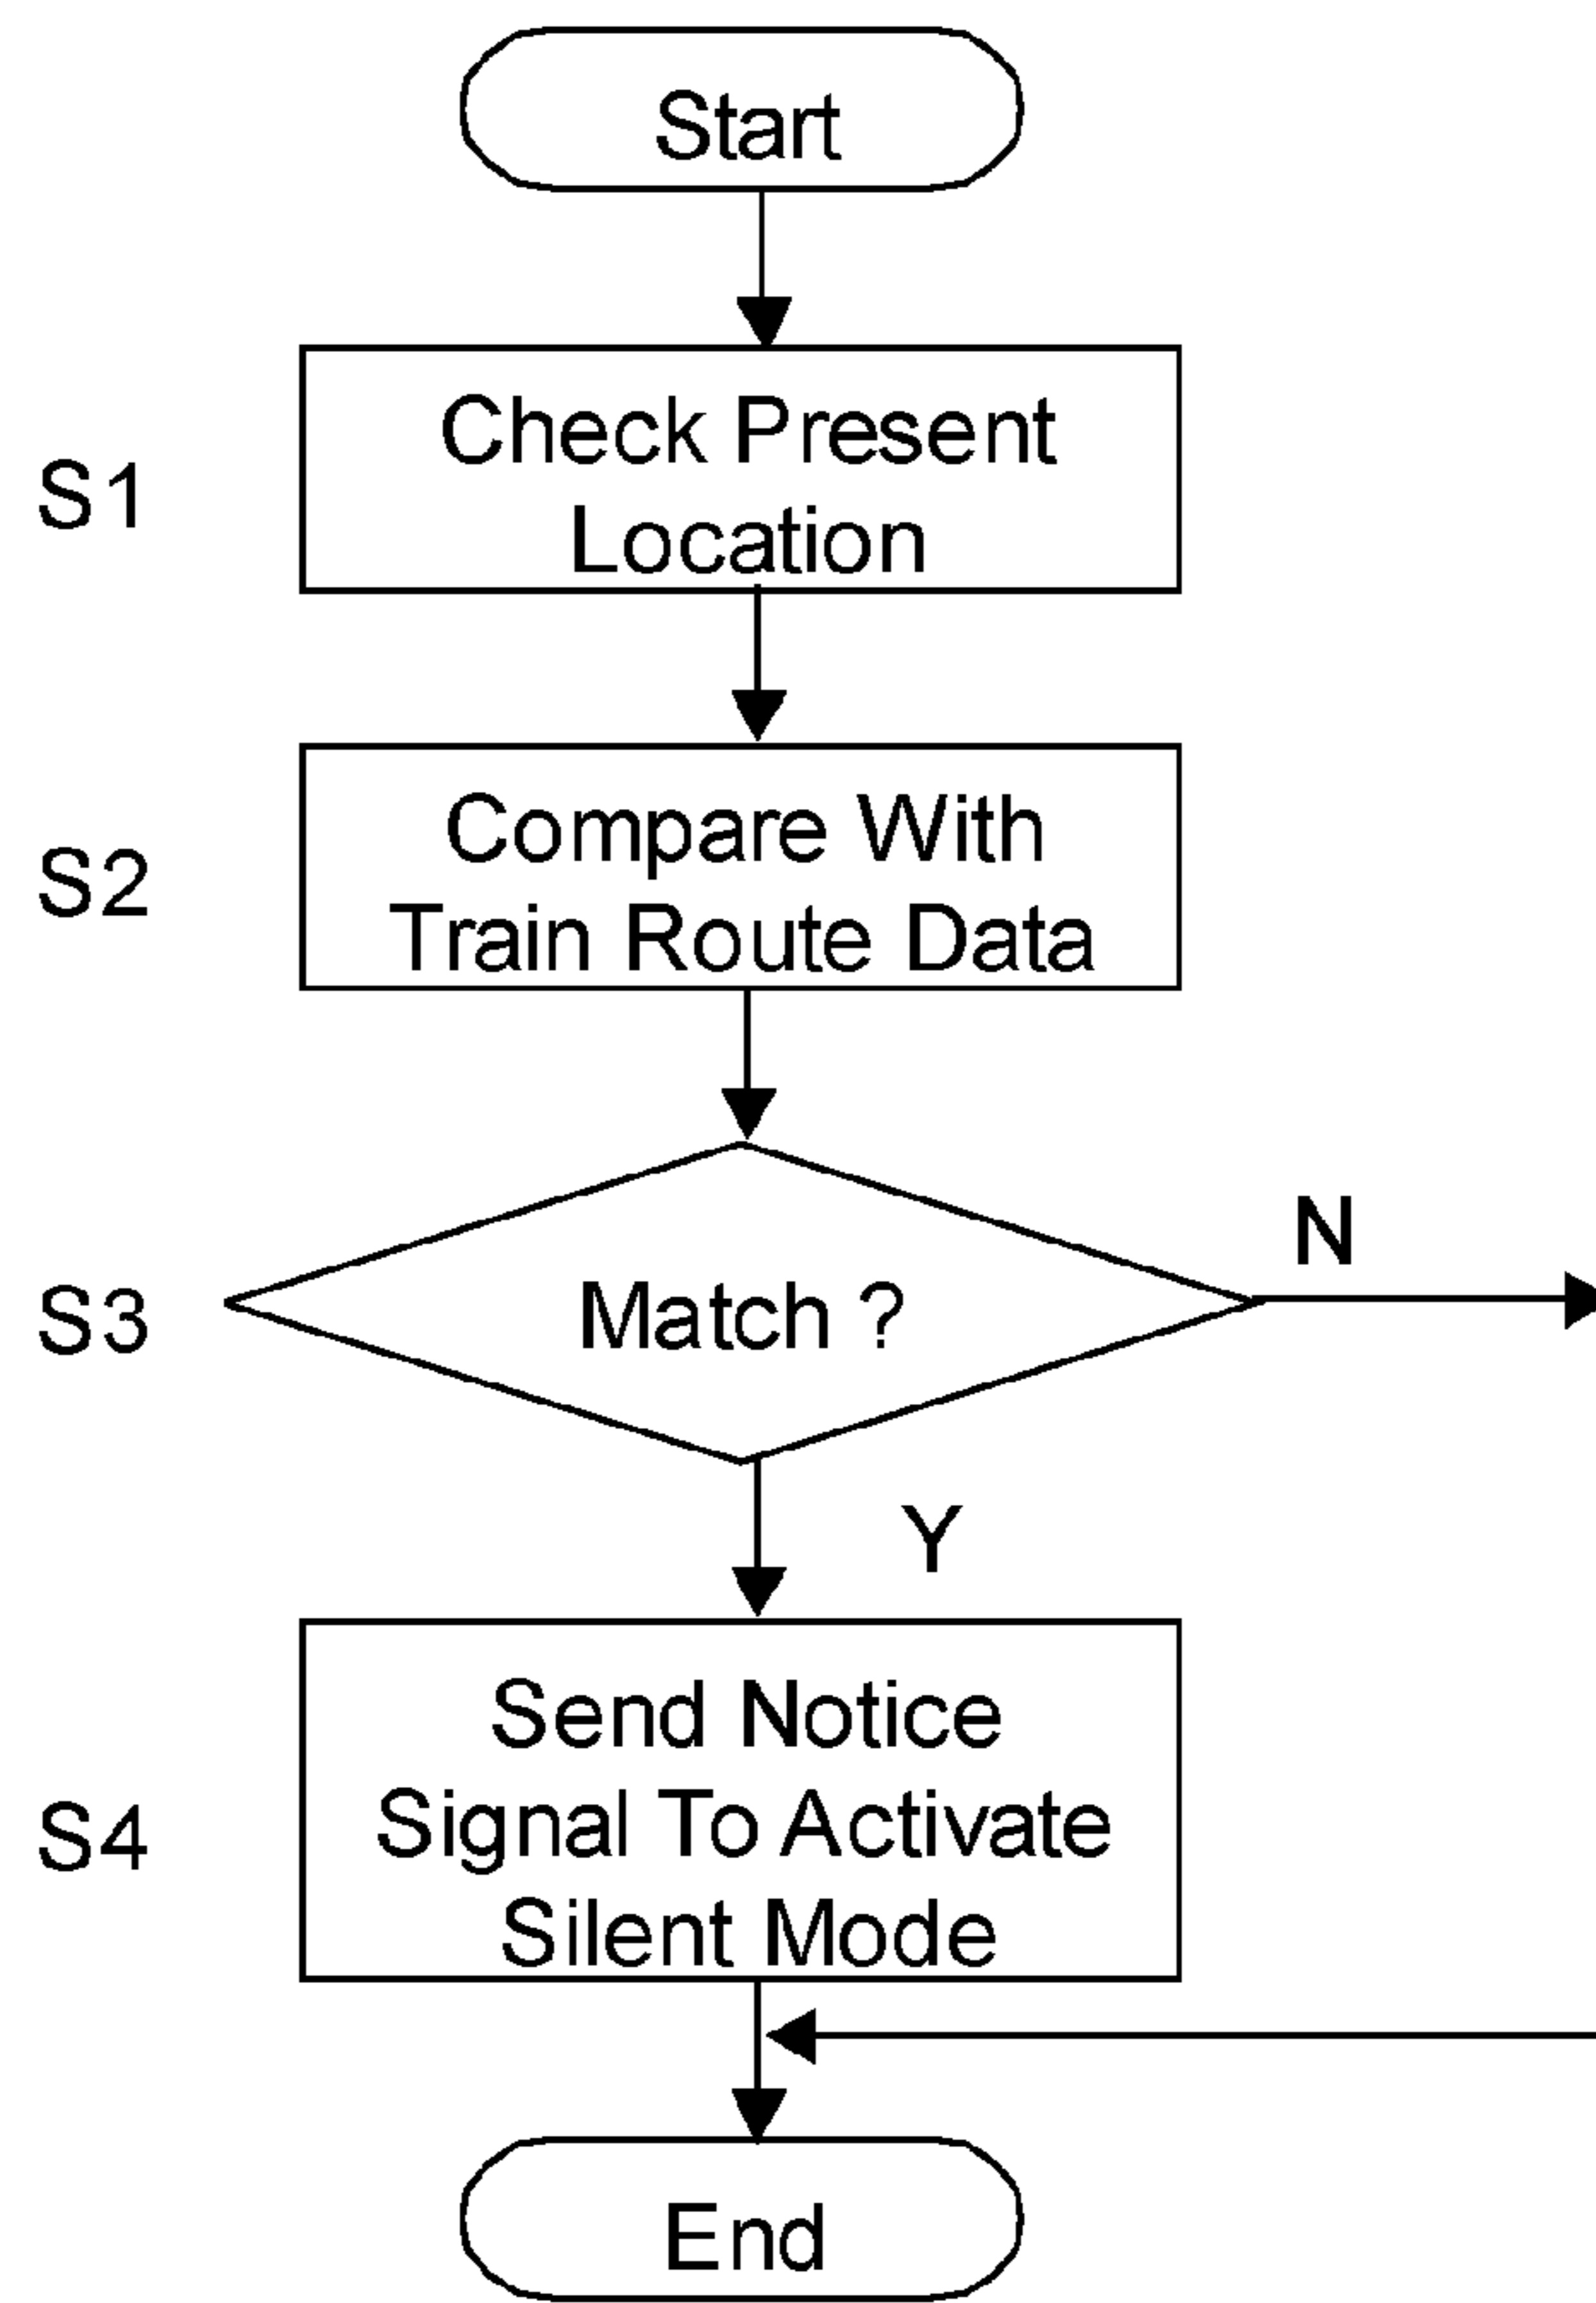 Start
S1
Check Present
Location
S2
Compare With
Train Route Data
S3
Match ?
N
Y
S4
Send Notice
Signal To Activate
Silent Mode
End